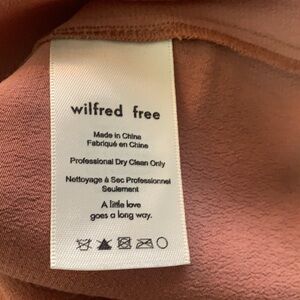 wilfred free
Made in China
Fabriqué en Chine
Professional Dry Clean Only
Nettoyage à Sec Professionnel
Seulement
A little love
goes a long way.